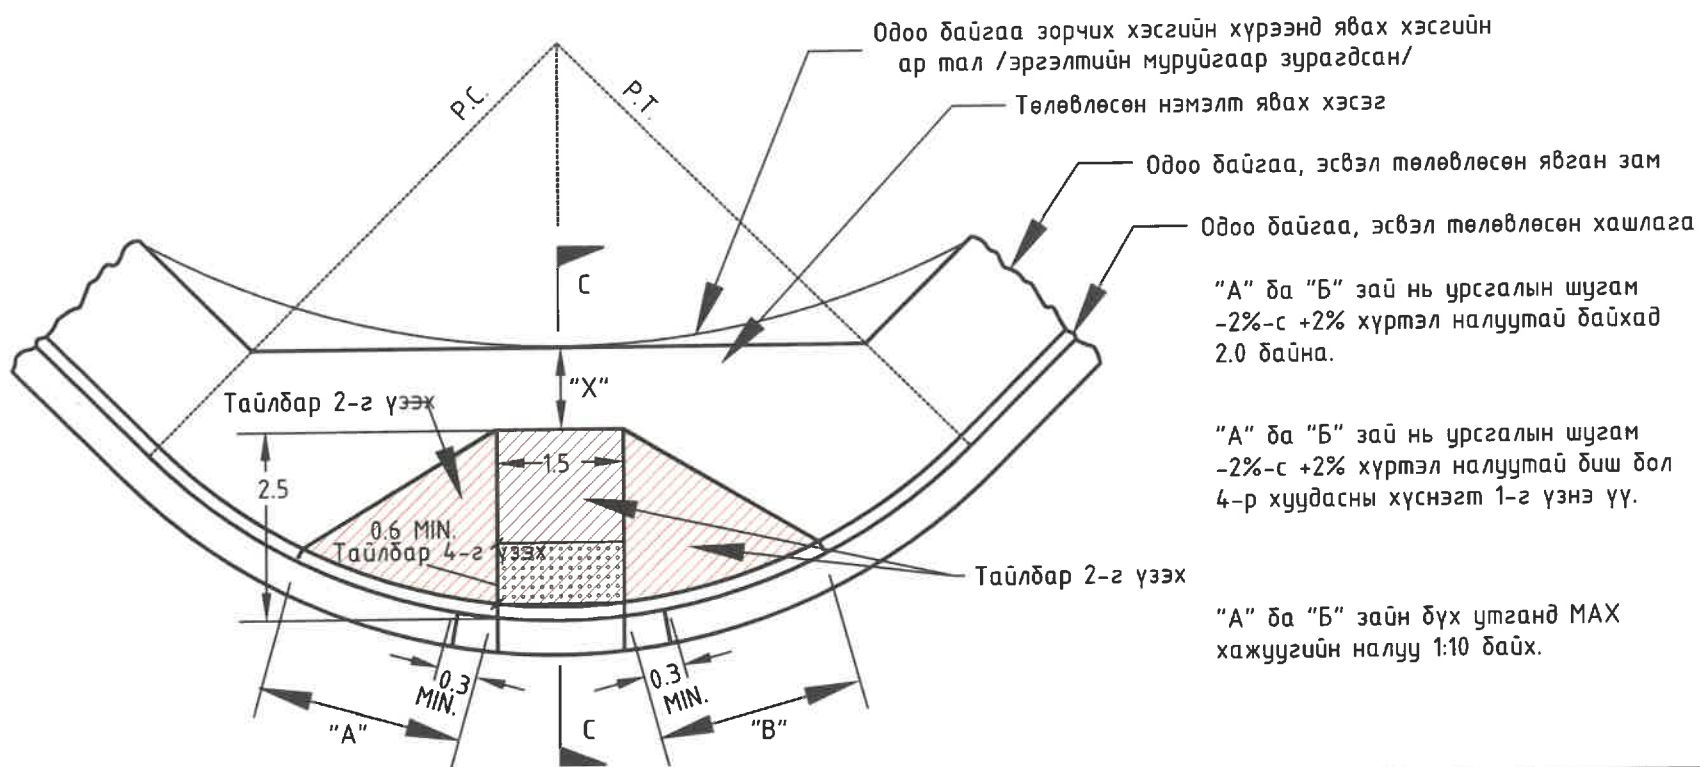 Одоо байгаа зорчих хэсгийн хүрээнд явах хэсгийн
ар тал /эргэлтийн муруйгаар зурагдсан/
Төлөвлөсөн нэмэлт явах хэсэг
P.C.
P.T.
Одоо байгаа, эсвэл төлөвлөсөн явган зам
Одоо байгаа, эсвэл төлөвлөсөн хашлага
C
"А" ба "Б" зай нь урсгалын шугам
-2%-с +2% хүртэл налуутай байхад
2.0 байна.
"X"
Тайлбар 2-г үзэх
"А" ба "Б" зай нь урсгалын шугам
-2%-с +2% хүртэл налуутай биш бол
4-р хуудасны хүснэгт 1-г үзнэ үү.
1.5
2.5
0.6 MIN.
Тайлбар 4-г үзэх
Тайлбар 2-г үзэх
"А" ба "Б" зайн бүх утганд MAX
хажуугийн налуу 1:10 байх.
0.3
MIN.
0.3
MIN.
"A"
C
"B"